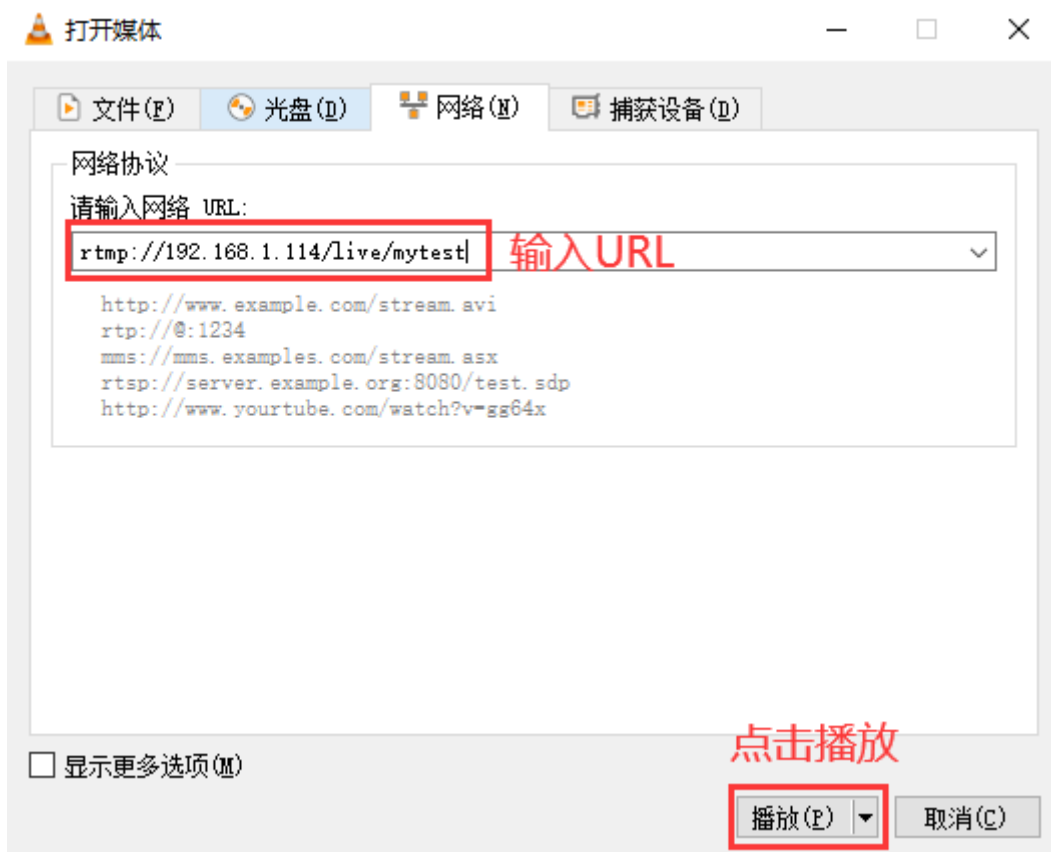 打开媒体
文件(F) 光盘(D) 网络(N) 捕获设备(D)
网络协议
请输入网络 URL:
rtmp://192.168.1.114/live/mytest 输入URL
http://www.example.com/stream.avi
rtp://@:1234
mms://mms.examples.com/stream.asx
rtsp://server.example.org:8080/test.sdp
http://www.yourtube.com/watch?v=gg64x
点击播放
显示更多选项(M)
播放(P) 取消(C)